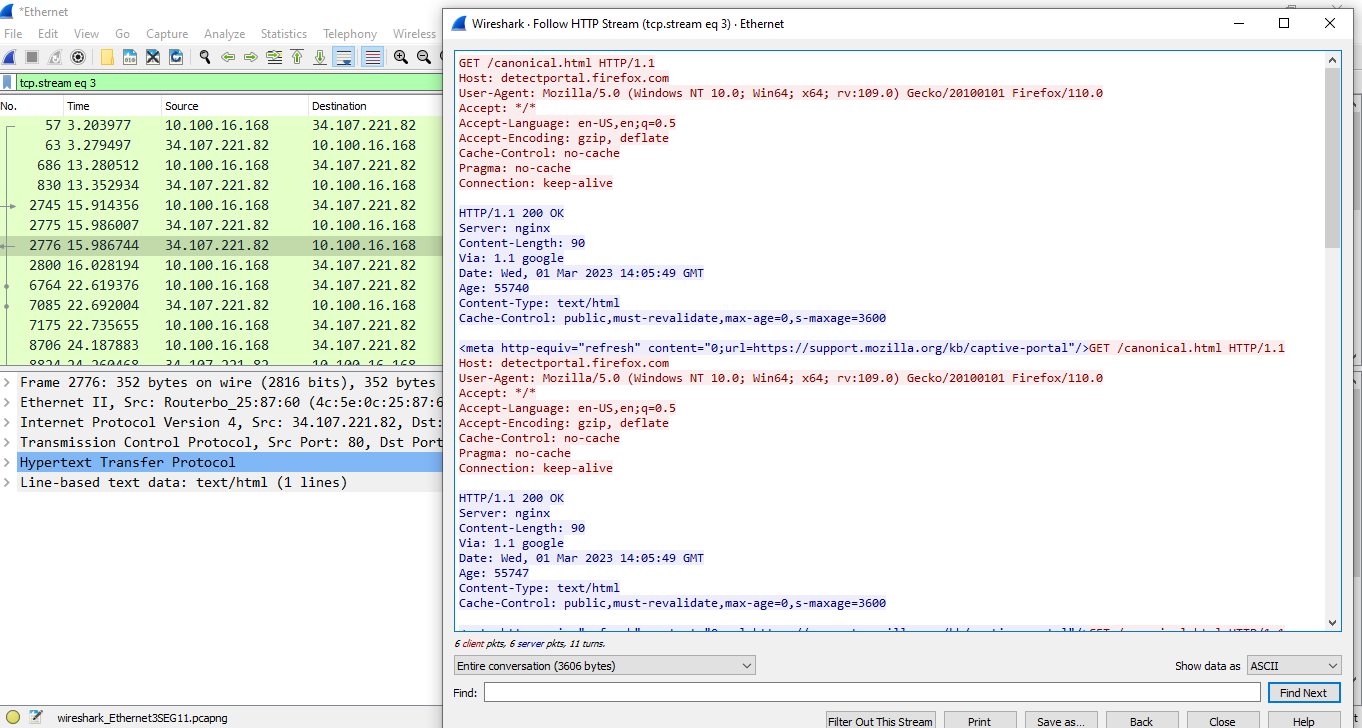 *Ethernet
File Edit View Go Capture Analyze Statistics Telephony Wireless
tcp.stream eq 3
No. Time Source Destination
57 3.203977 10.100.16.168 34.107.221.82
63 3.279497 34.107.221.82 10.100.16.168
686 13.280512 10.100.16.168 34.107.221.82
830 13.352934 34.107.221.82 10.100.16.168
2745 15.914356 10.100.16.168 34.107.221.82
2775 15.986007 34.107.221.82 10.100.16.168
2776 15.986744 34.107.221.82 10.100.16.168
2800 16.028194 10.100.16.168 34.107.221.82
6764 22.619376 10.100.16.168 34.107.221.82
7085 22.692004 34.107.221.82 10.100.16.168
7175 22.735655 10.100.16.168 34.107.221.82
8706 24.187883 10.100.16.168 34.107.221.82
Frame 2776: 352 bytes on wire (2816 bits), 352 bytes
Ethernet II, Src: Routerbo_25:87:60 (4c:5e:0c:25:87:6
Internet Protocol Version 4, Src: 34.107.221.82, Dst:
Transmission Control Protocol, Src Port: 80, Dst Port
Hypertext Transfer Protocol
Line-based text data: text/html (1 lines)
wireshark_Ethernet3SEG11.pcapng
Wireshark · Follow HTTP Stream (tcp.stream eq 3) · Ethernet
GET /canonical.html HTTP/1.1
Host: detectportal.firefox.com
User-Agent: Mozilla/5.0 (Windows NT 10.0; Win64; x64; rv:109.0) Gecko/20100101 Firefox/110.0
Accept: */*
Accept-Language: en-US,en;q=0.5
Accept-Encoding: gzip, deflate
Cache-Control: no-cache
Pragma: no-cache
Connection: keep-alive
HTTP/1.1 200 OK
Server: nginx
Content-Length: 90
Via: 1.1 google
Date: Wed, 01 Mar 2023 14:05:49 GMT
Age: 55740
Content-Type: text/html
Cache-Control: public,must-revalidate,max-age=0,s-maxage=3600
<meta http-equiv="refresh" content="0;url=https://support.mozilla.org/kb/captive-portal"/>GET /canonical.html HTTP/1.1
Host: detectportal.firefox.com
User-Agent: Mozilla/5.0 (Windows NT 10.0; Win64; x64; rv:109.0) Gecko/20100101 Firefox/110.0
Accept: */*
Accept-Language: en-US,en;q=0.5
Accept-Encoding: gzip, deflate
Cache-Control: no-cache
Pragma: no-cache
Connection: keep-alive
HTTP/1.1 200 OK
Server: nginx
Content-Length: 90
Via: 1.1 google
Date: Wed, 01 Mar 2023 14:05:49 GMT
Age: 55747
Content-Type: text/html
Cache-Control: public,must-revalidate,max-age=0,s-maxage=3600
6 client pkts, 6 server pkts, 11 turns.
Entire conversation (3606 bytes) Show data as ASCII
Find: Find Next
Filter Out This Stream Print Save as... Back Close Help